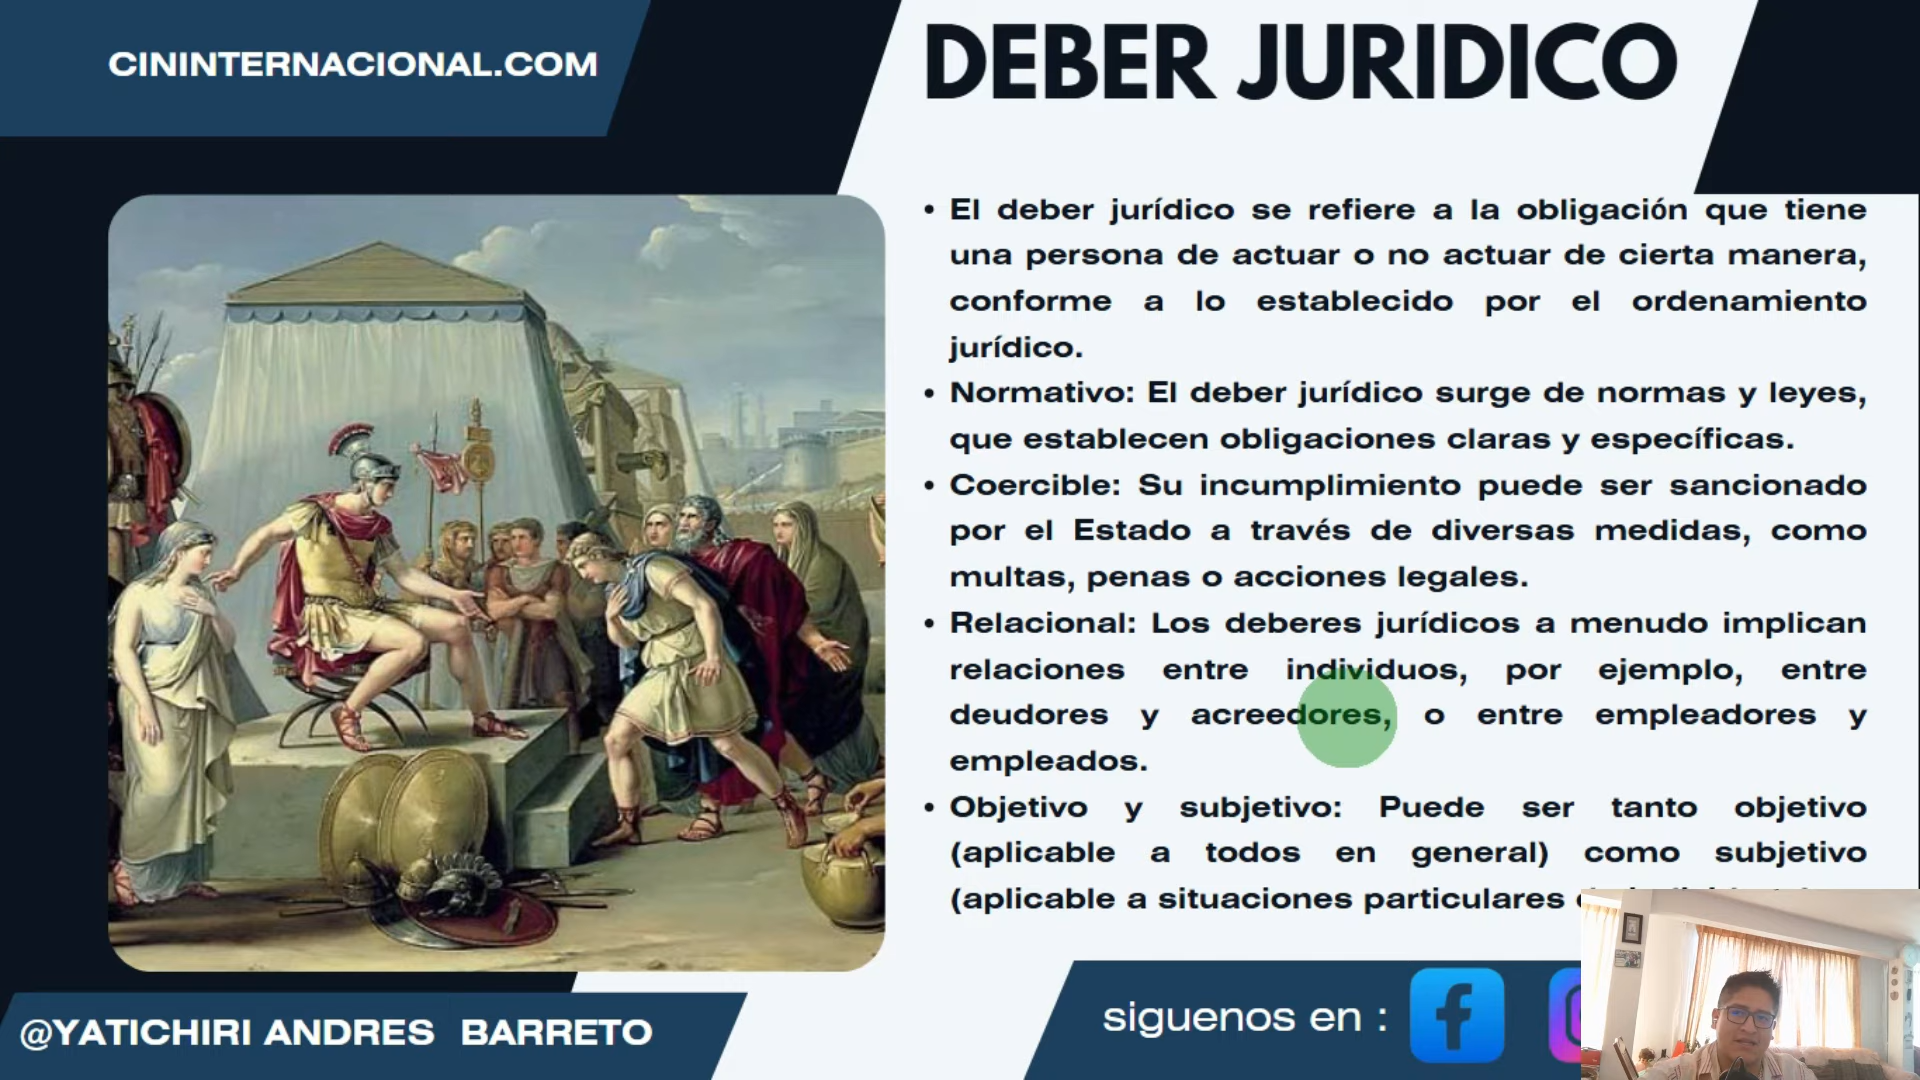 CININTERNACIONAL.COM
DEBER JURIDICO
• El deber jurídico se refiere a la obligación que tiene
una persona de actuar o no actuar de cierta manera,
conforme a lo establecido por el ordenamiento
jurídico.
• Normativo: El deber jurídico surge de normas y leyes,
que establecen obligaciones claras y específicas.
• Coercible: Su incumplimiento puede ser sancionado
por el Estado a través de diversas medidas, como
multas, penas o acciones legales.
• Relacional: Los deberes jurídicos a menudo implican
relaciones entre individuos, por ejemplo, entre
deudores y acreedores, o entre empleadores y
empleados.
• Objetivo y subjetivo: Puede ser tanto objetivo
(aplicable a todos en general) como subjetivo
(aplicable a situaciones particulares
@YATICHIRI ANDRES BARRETO
siguenos en :